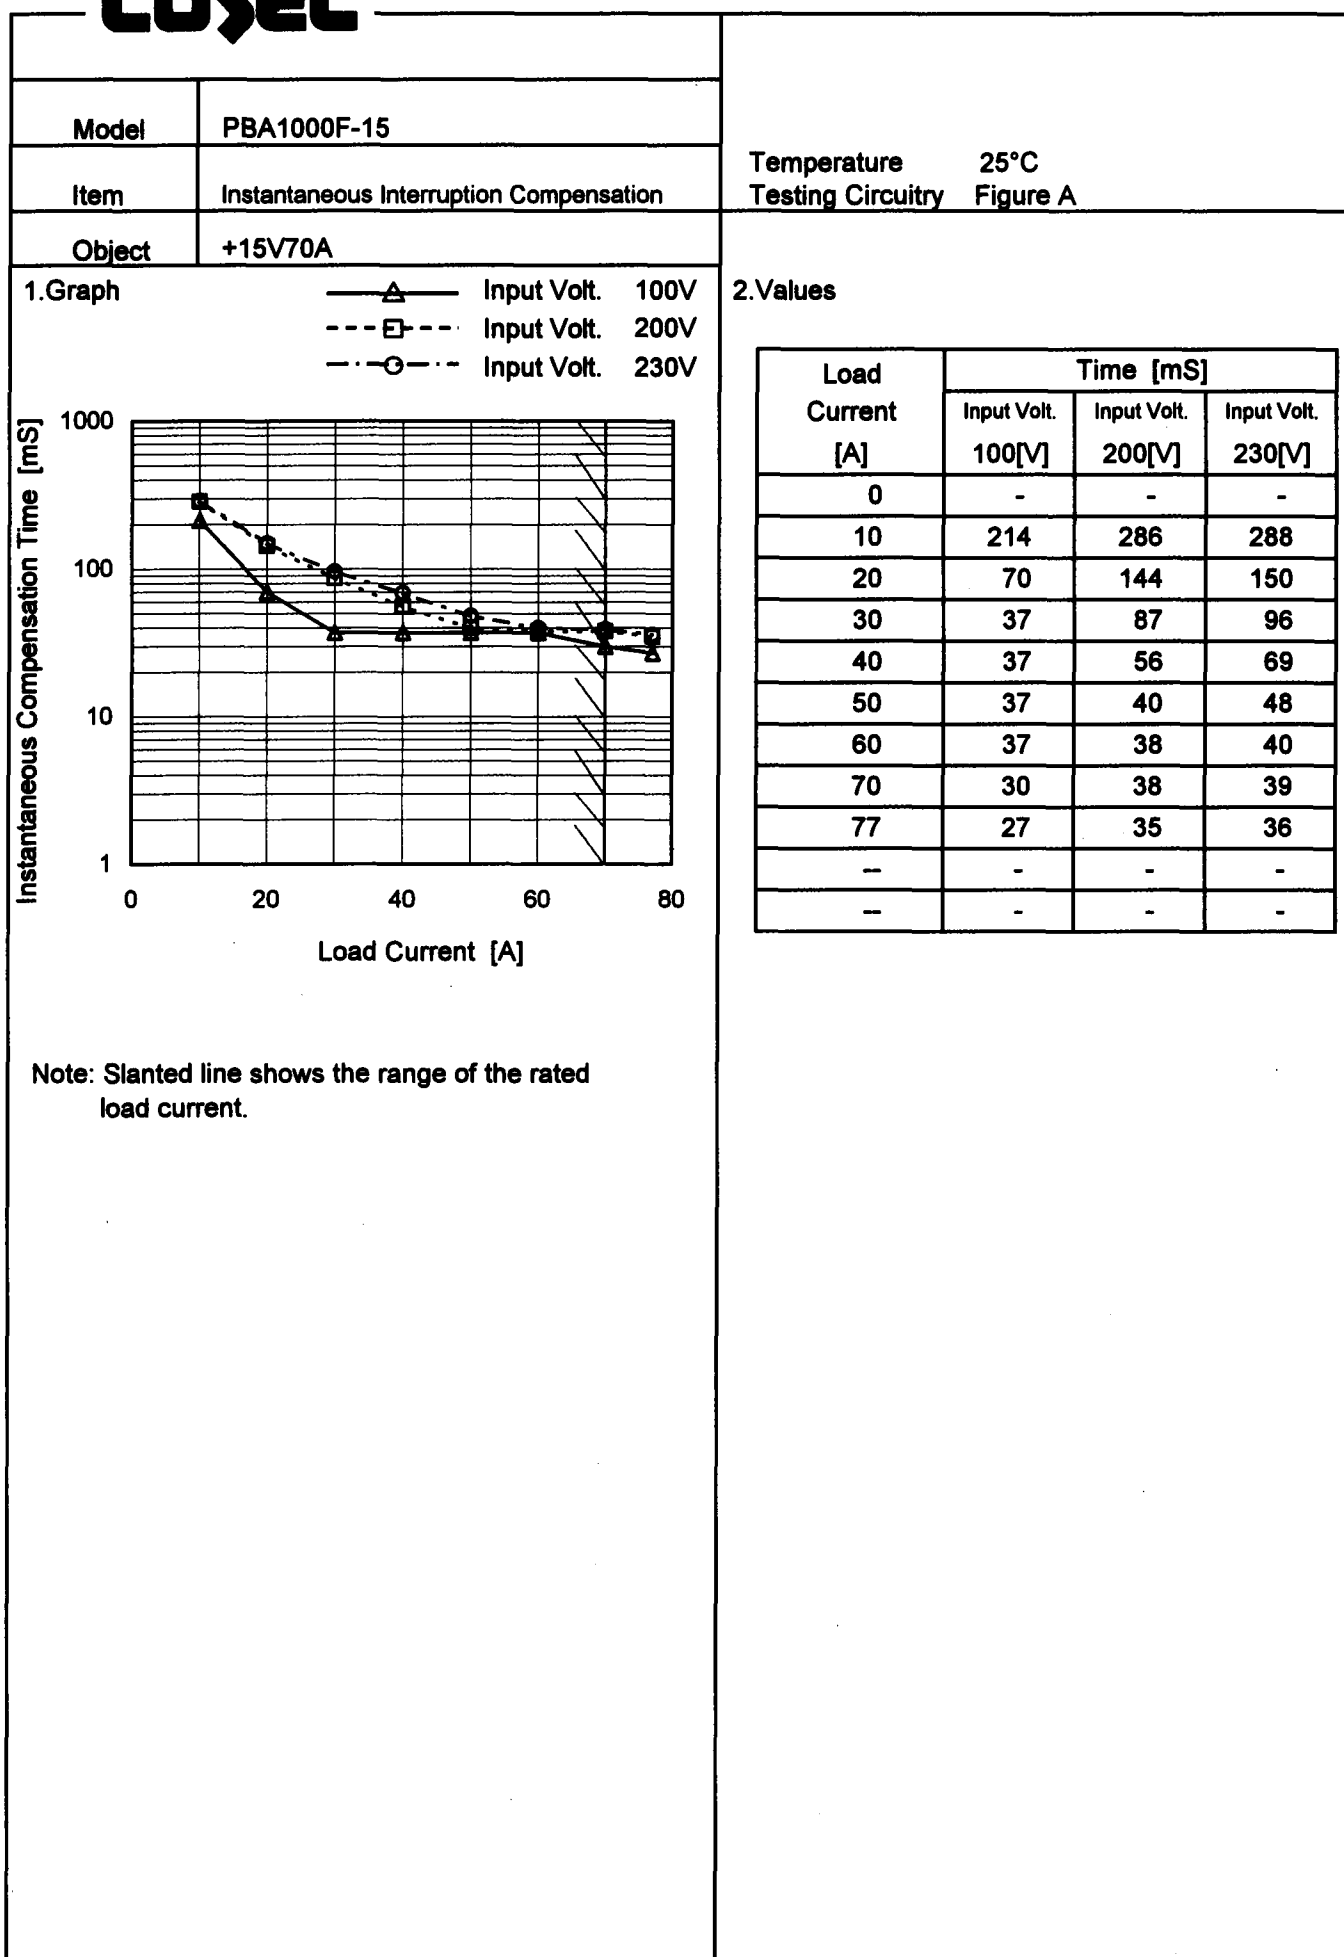 COSEL
Model PBA1000F-15
Item Instantaneous Interruption Compensation
Object +15V70A
Temperature 25°C
Testing Circuitry Figure A
1.Graph
Input Volt. 100V
Input Volt. 200V
Input Volt. 230V
Instantaneous Compensation Time [mS]
1000
100
10
1
0 20 40 60 80
Load Current [A]
Note: Slanted line shows the range of the rated
load current.
2.Values
Load Time [mS]
Current Input Volt. Input Volt. Input Volt.
[A] 100[V] 200[V] 230[V]
0 - - -
10 214 286 288
20 70 144 150
30 37 87 96
40 37 56 69
50 37 40 48
60 37 38 40
70 30 38 39
77 27 35 36
-- - - -
-- - - -